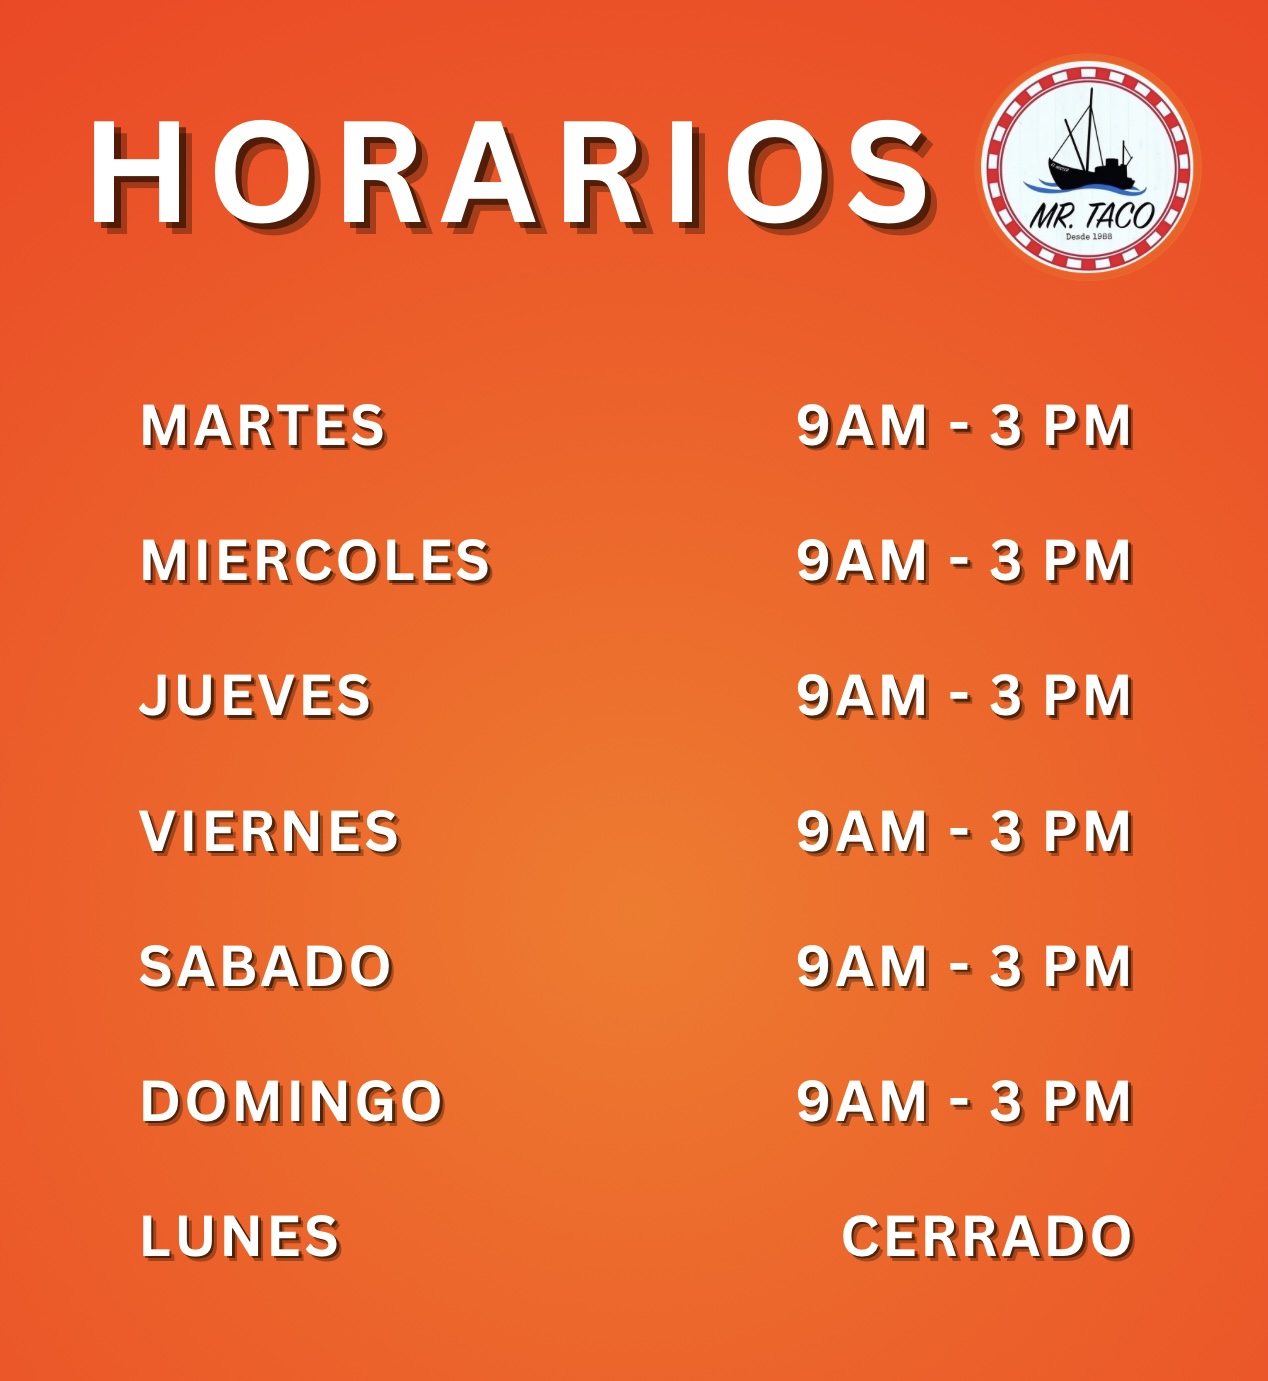 HORARIOS
MR. TACO
Desde 1988
MARTES 9AM - 3 PM
MIERCOLES 9AM - 3 PM
JUEVES 9AM - 3 PM
VIERNES 9AM - 3 PM
SABADO 9AM - 3 PM
DOMINGO 9AM - 3 PM
LUNES CERRADO